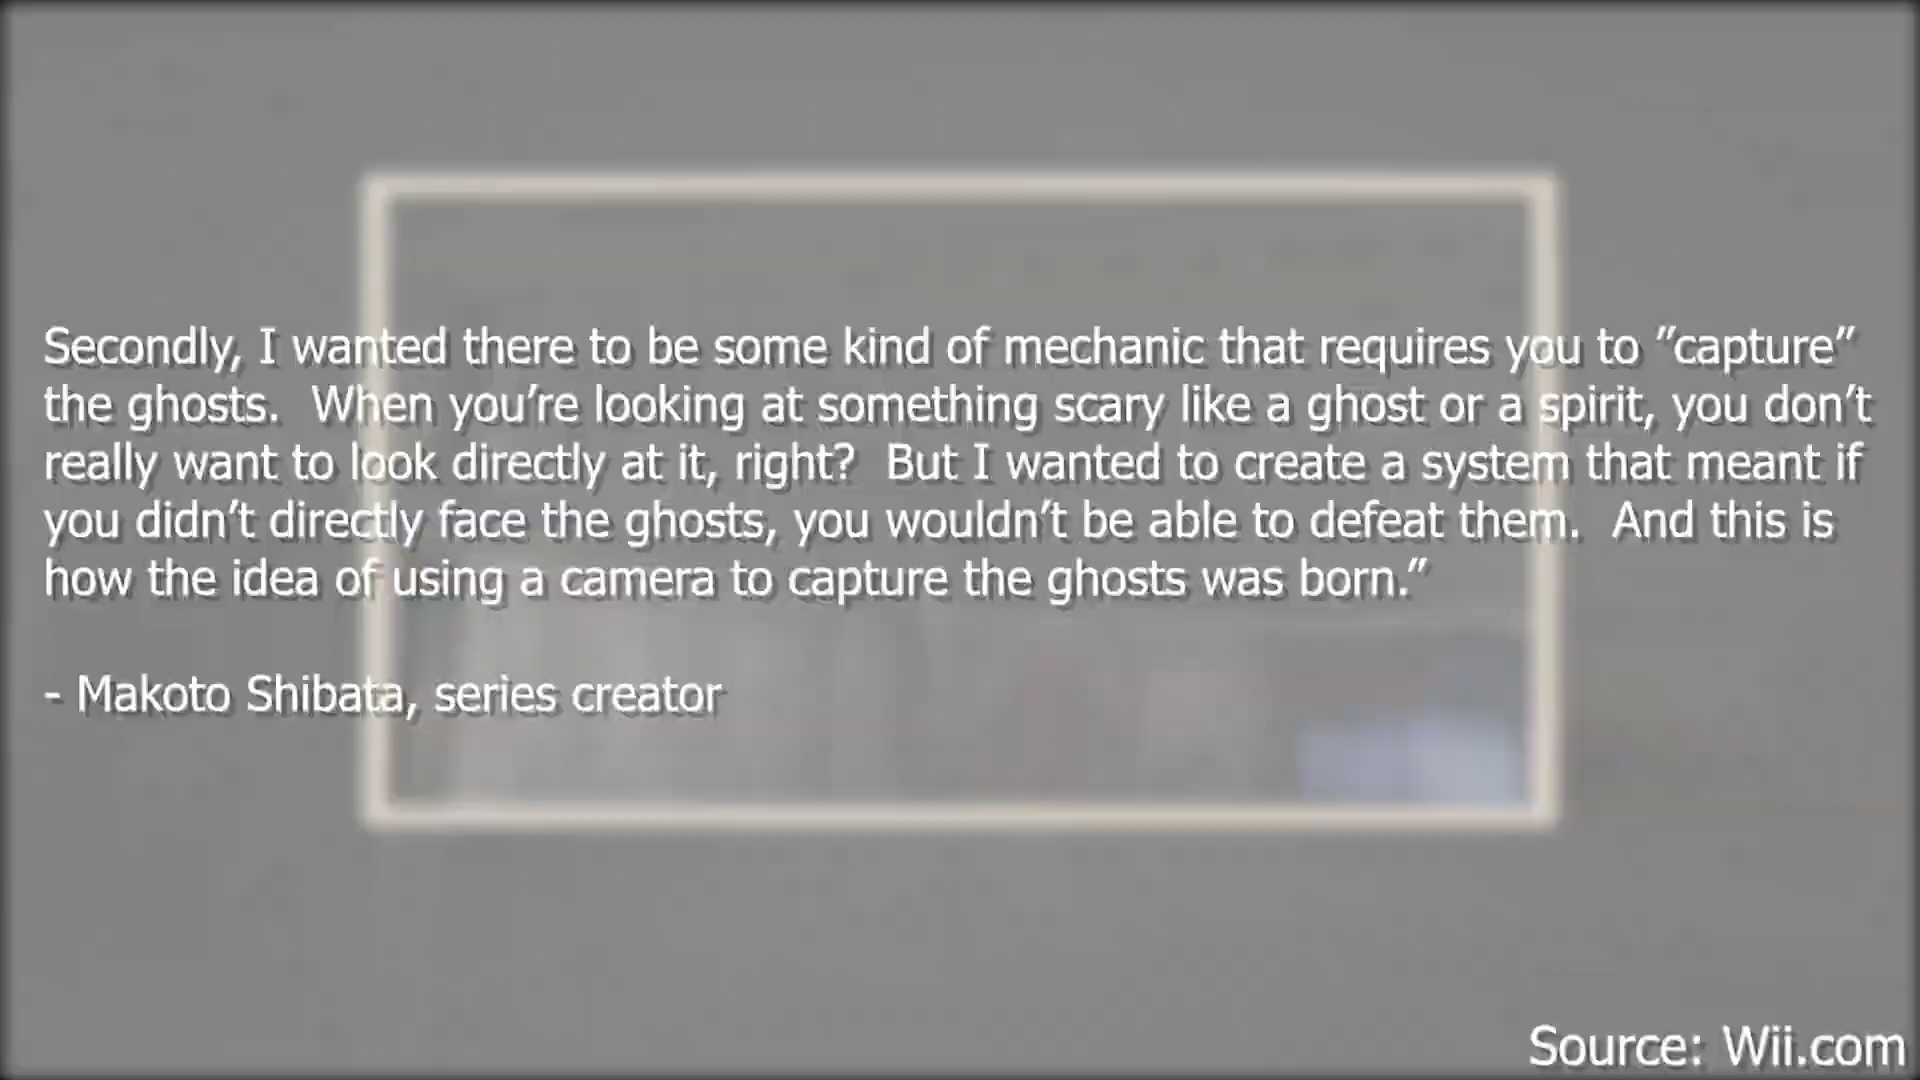 Secondly, I wanted there to be some kind of mechanic that requires you to ”capture”
the ghosts.  When you’re looking at something scary like a ghost or a spirit, you don’t
really want to look directly at it, right?  But I wanted to create a system that meant if
you didn’t directly face the ghosts, you wouldn’t be able to defeat them.  And this is
how the idea of using a camera to capture the ghosts was born.”
- Makoto Shibata, series creator
Source: Wii.com